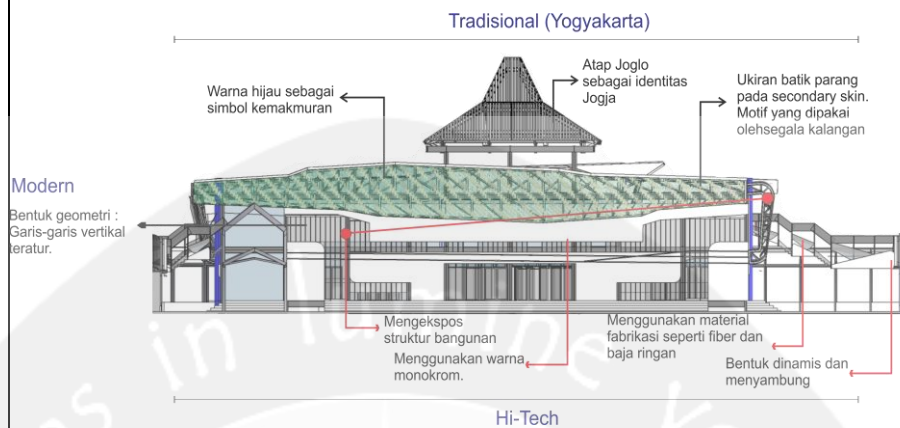 Tradisional (Yogyakarta)
Warna hijau sebagai
simbol kemakmuran
Atap Joglo
sebagai identitas
Jogja
Ukiran batik parang
pada secondary skin.
Motif yang dipakai
olehsegala kalangan
Modern
Bentuk geometri :
Garis-garis vertikal
teratur.
Mengekspos
struktur bangunan
Menggunakan warna
monokrom.
Menggunakan material
fabrikasi seperti fiber dan
baja ringan
Bentuk dinamis dan
menyambung
Hi-Tech
in lumine